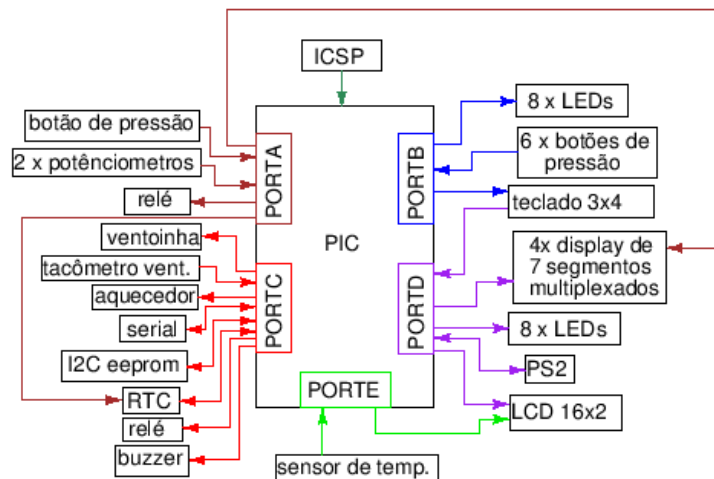 ICSP
botão de pressão
2 x potênciometros
relé
ventoinha
tacômetro vent.
aquecedor
serial
I2C eeprom
RTC
relé
buzzer
PORTA
PORTC
PIC
PORTE
sensor de temp.
PORTB
PORTD
8 x LEDs
6 x botões de
pressão
teclado 3x4
4x display de
7 segmentos
multiplexados
8 x LEDs
PS2
LCD 16x2